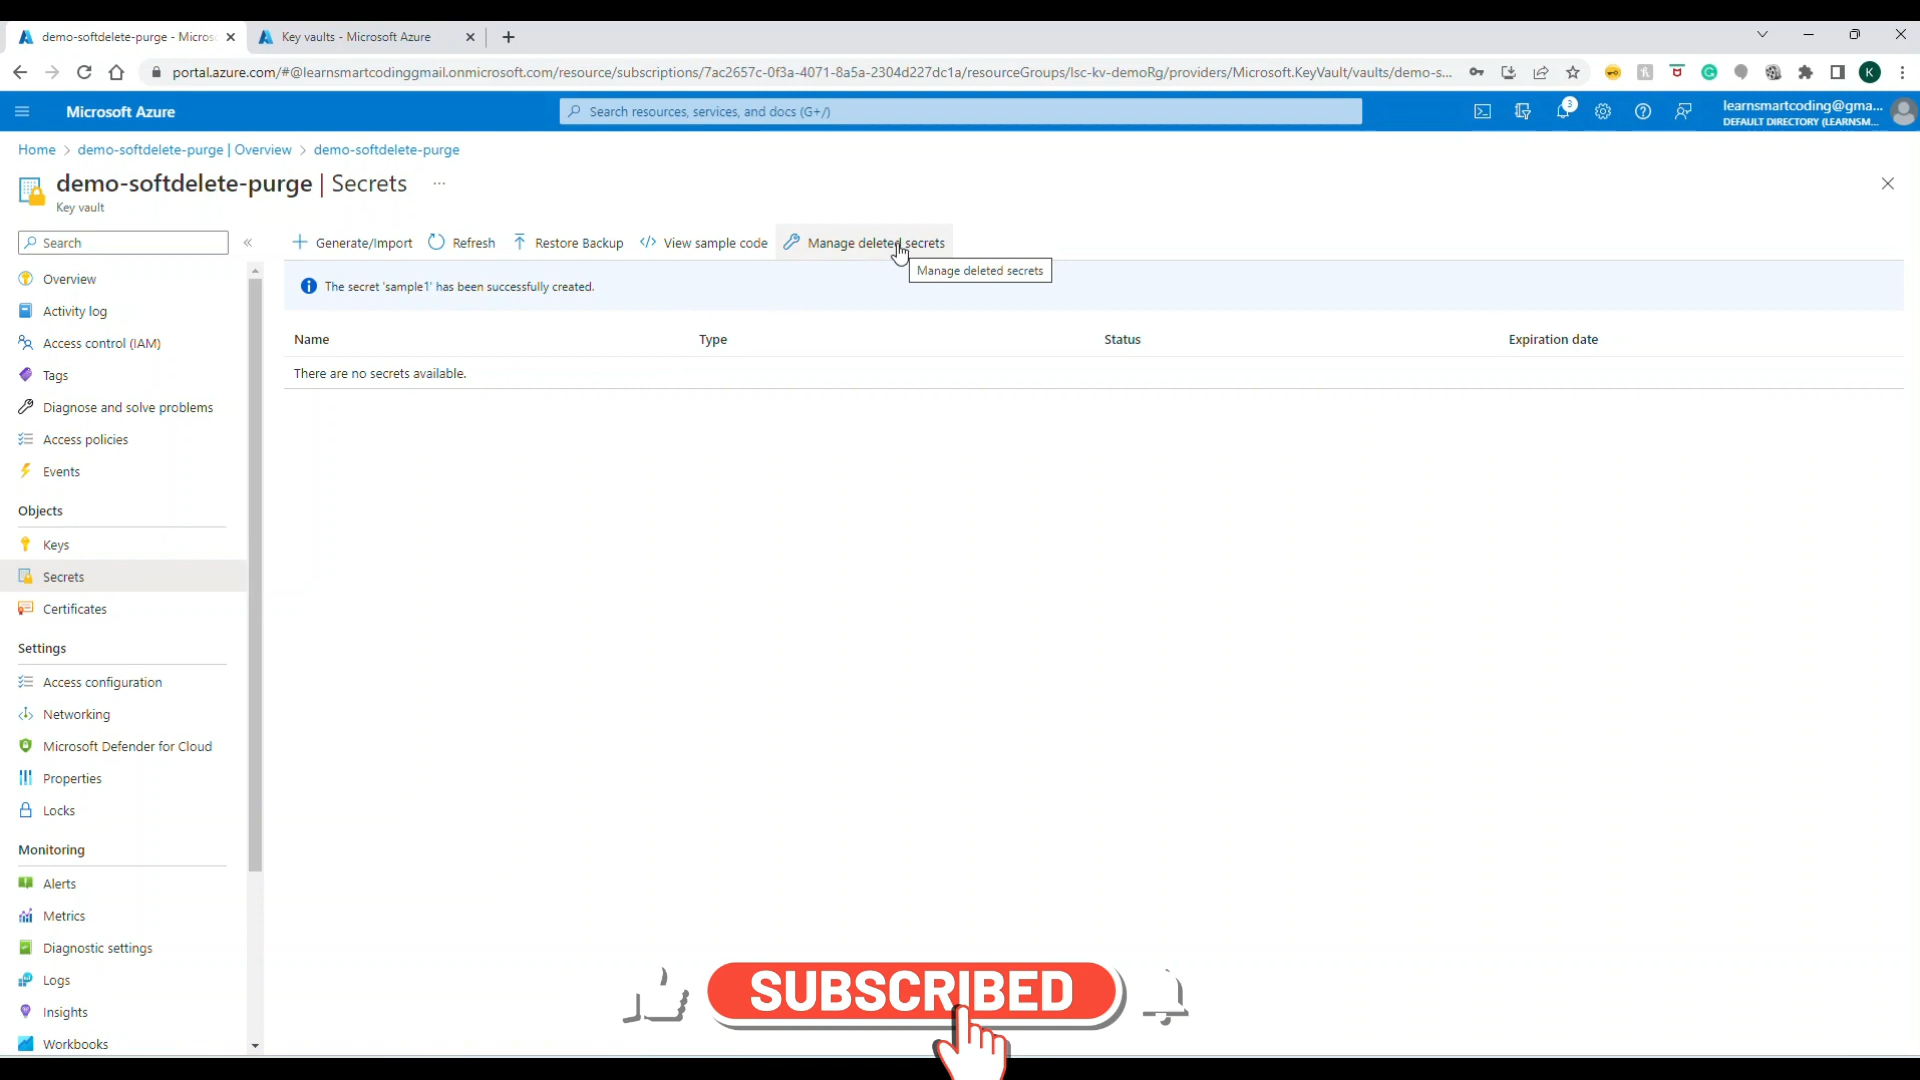 demo-softdelete-purge - Micros
Key vaults - Microsoft Azure
portal.azure.com/#@learnsmartcodinggmail.onmicrosoft.com/resource/subscriptions/7ac2657c-0f3a-4071-8a5a-2304d227dc1a/resourceGroups/lsc-kv-demoRg/providers/Microsoft.KeyVault/vaults/demo-s...
K
Microsoft Azure
Search resources, services, and docs (G+/)
3
learnsmartcoding@gma...
DEFAULT DIRECTORY (LEARNSM...
Home > demo-softdelete-purge | Overview > demo-softdelete-purge
demo-softdelete-purge | Secrets ...
Key vault
Search
Generate/Import
Refresh
Restore Backup
View sample code
Manage deleted secrets
Manage deleted secrets
The secret 'sample1' has been successfully created.
Name Type Status Expiration date
There are no secrets available.
Overview
Activity log
Access control (IAM)
Tags
Diagnose and solve problems
Access policies
Events
Objects
Keys
Secrets
Certificates
Settings
Access configuration
Networking
Microsoft Defender for Cloud
Properties
Locks
Monitoring
Alerts
Metrics
Diagnostic settings
Logs
Insights
Workbooks
SUBSCRIBED